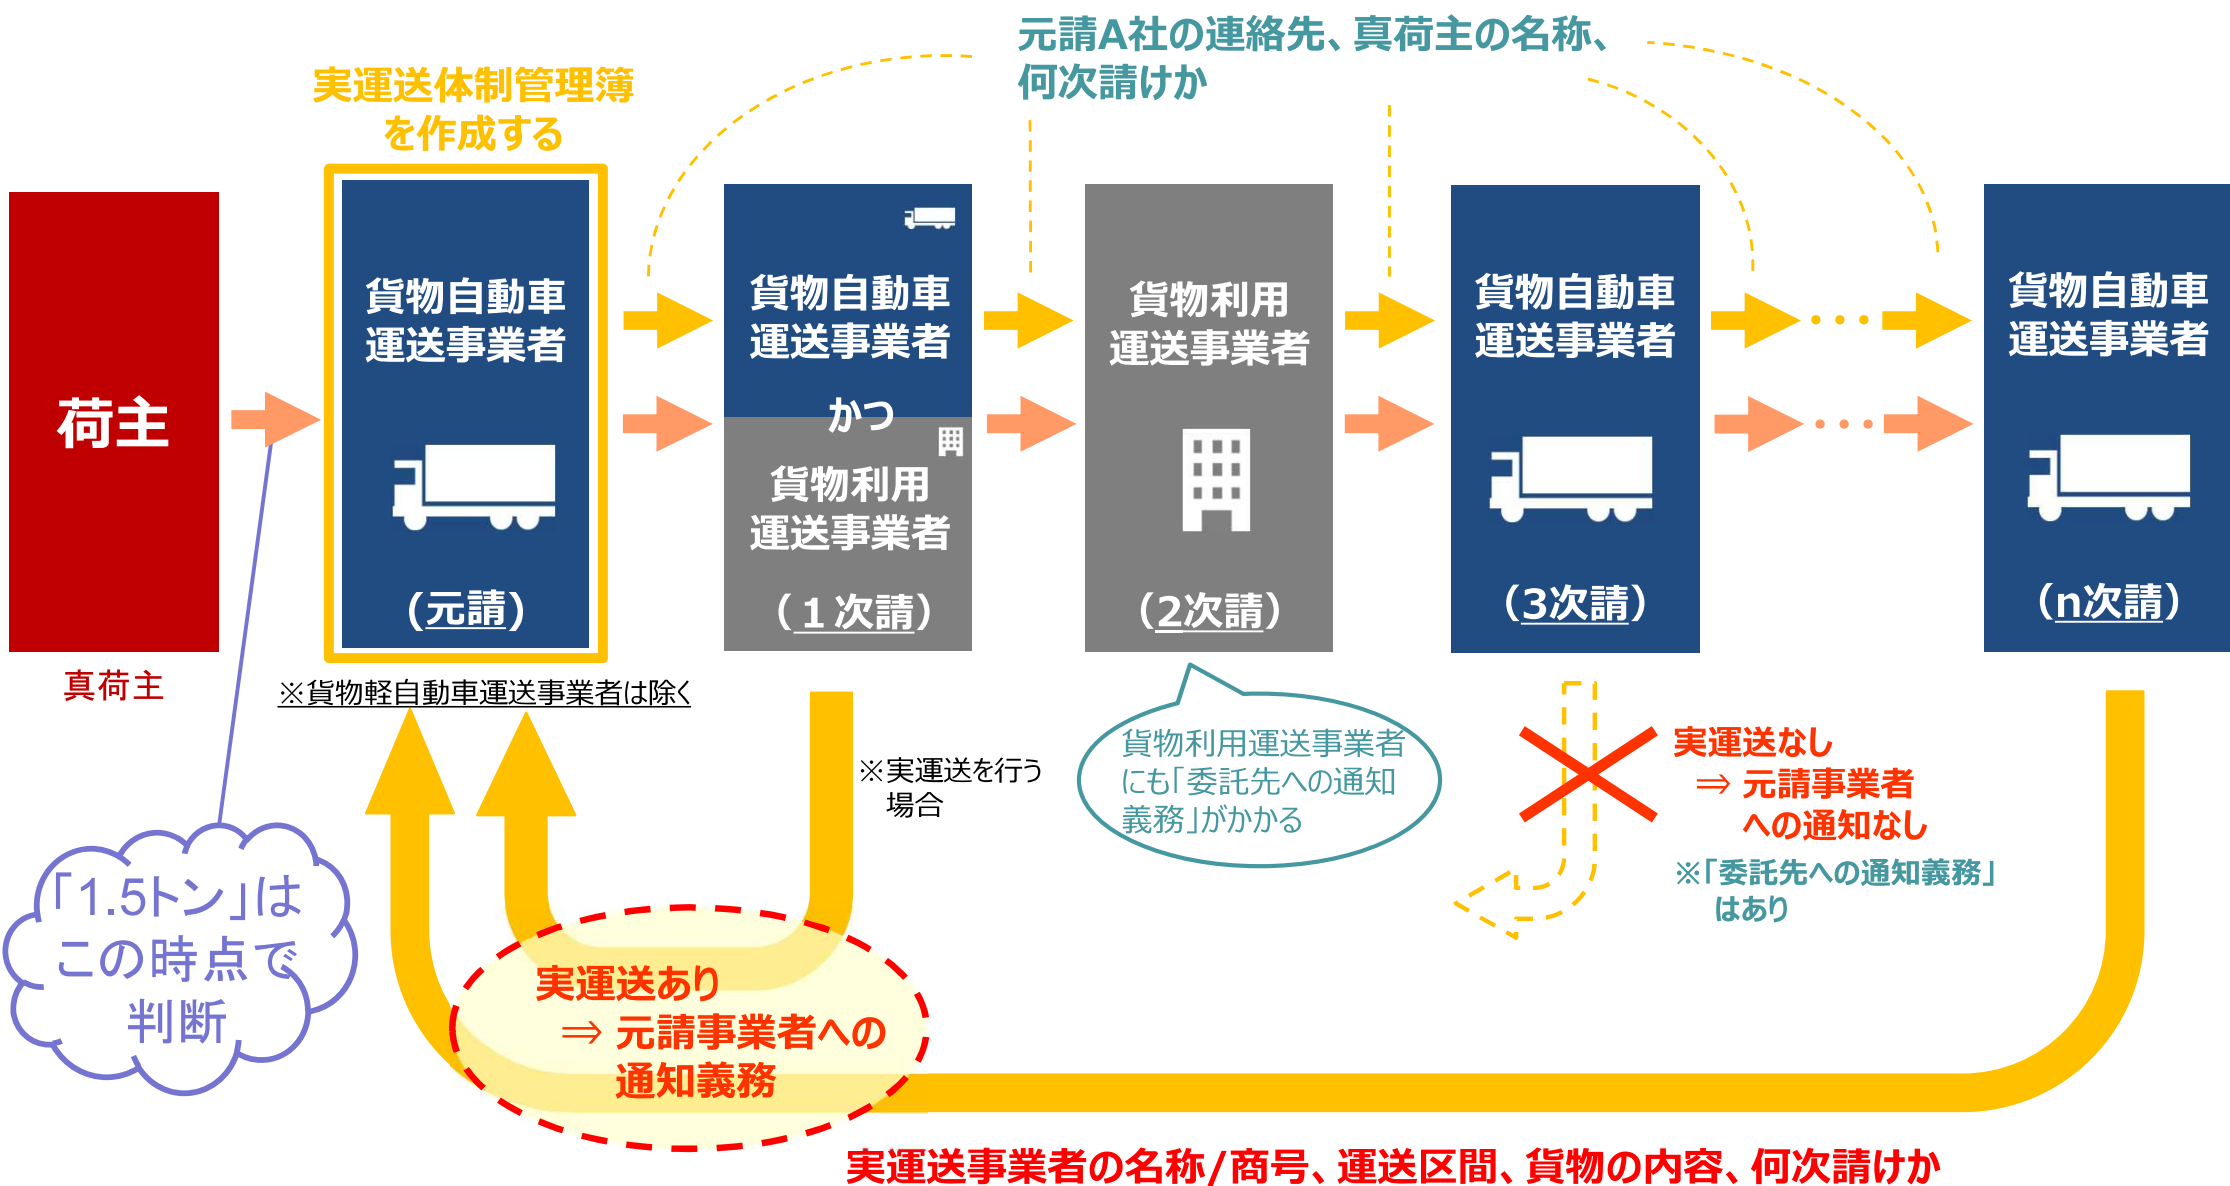 元請A社の連絡先、真荷主の名称、
何次請けか
実運送体制管理簿
を作成する
荷主
真荷主
貨物自動車
運送事業者
(元請)
※貨物軽自動車運送事業者は除く
貨物自動車
運送事業者
かつ
貨物利用
運送事業者
(１次請)
貨物利用
運送事業者
(2次請)
貨物自動車
運送事業者
(3次請)
・・・
・・・
貨物自動車
運送事業者
(n次請)
※実運送を行う
場合
貨物利用運送事業者
にも「委託先への通知
義務」がかかる
実運送なし
⇒ 元請事業者
への通知なし
※「委託先への通知義務」
はあり
「1.5トン」は
この時点で
判断
実運送あり
⇒ 元請事業者への
通知義務
実運送事業者の名称/商号、運送区間、貨物の内容、何次請けか